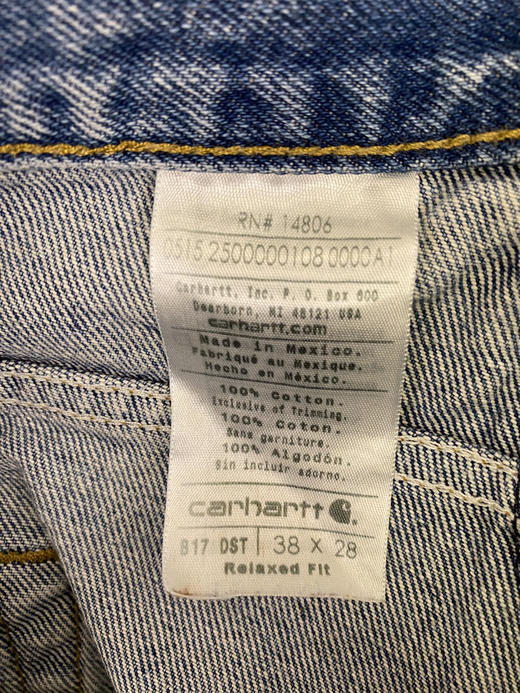 RN# 14806
0515 2500000108 0000A1
Carhartt, Inc. P. O. Box 600
Dearborn, MI 48121 USA
carhartt.com
Made in Mexico.
Fabriqué au Mexique.
Hecho en México.
100% Cotton.
Exclusive of Trimming.
100% Coton.
Sans garniture.
100% Algodón.
Sin incluir adorno.
carhartt
B17 DST | 38 X 28
Relaxed Fit